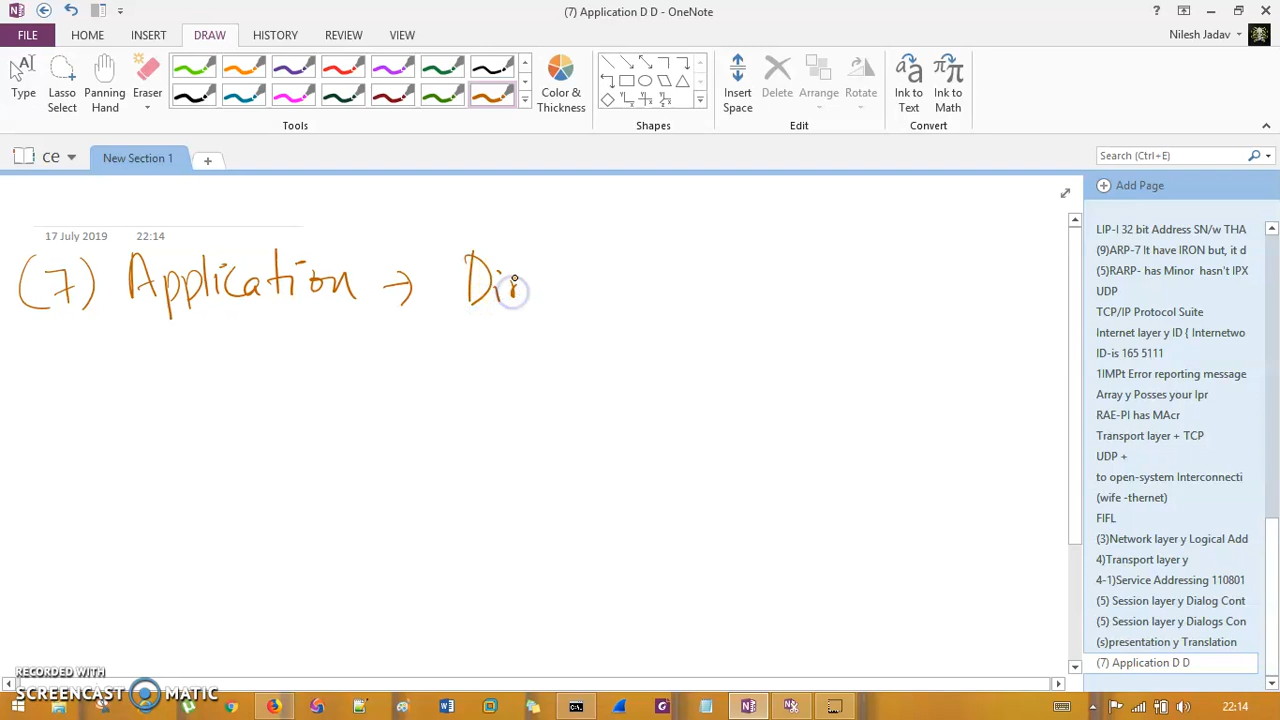 (7) Application D D - OneNote
Nilesh Jadav
FILE HOME INSERT DRAW HISTORY REVIEW VIEW
Type
Lasso Select
Panning Hand
Eraser
Color & Thickness
Insert Space
Delete
Arrange
Rotate
Ink to Text
Ink to Math
Tools
Shapes
Edit
Convert
ce
New Section 1
Search (Ctrl+E)
Add Page
17 July 2019 22:14
(7) Application → Dir
LIP-I 32 bit Address SN/w THA
(9)ARP-7 It have IRON but, it d
(5)RARP- has Minor hasn't IPX
UDP
TCP/IP Protocol Suite
Internet layer y ID { Internetwo
ID-is 165 5111
1IMPt Error reporting message
Array y Posses your Ipr
RAE-PI has MAcr
Transport layer + TCP
UDP +
to open-system Interconnecti
(wife -thernet)
FIFL
(3)Network layer y Logical Add
4)Transport layer y
4-1)Service Addressing 110801
(5) Session layer y Dialog Cont
(5) Session layer y Dialogs Con
(s)presentation y Translation
(7) Application D D
RECORDED WITH
SCREENCAST MATIC
22:14